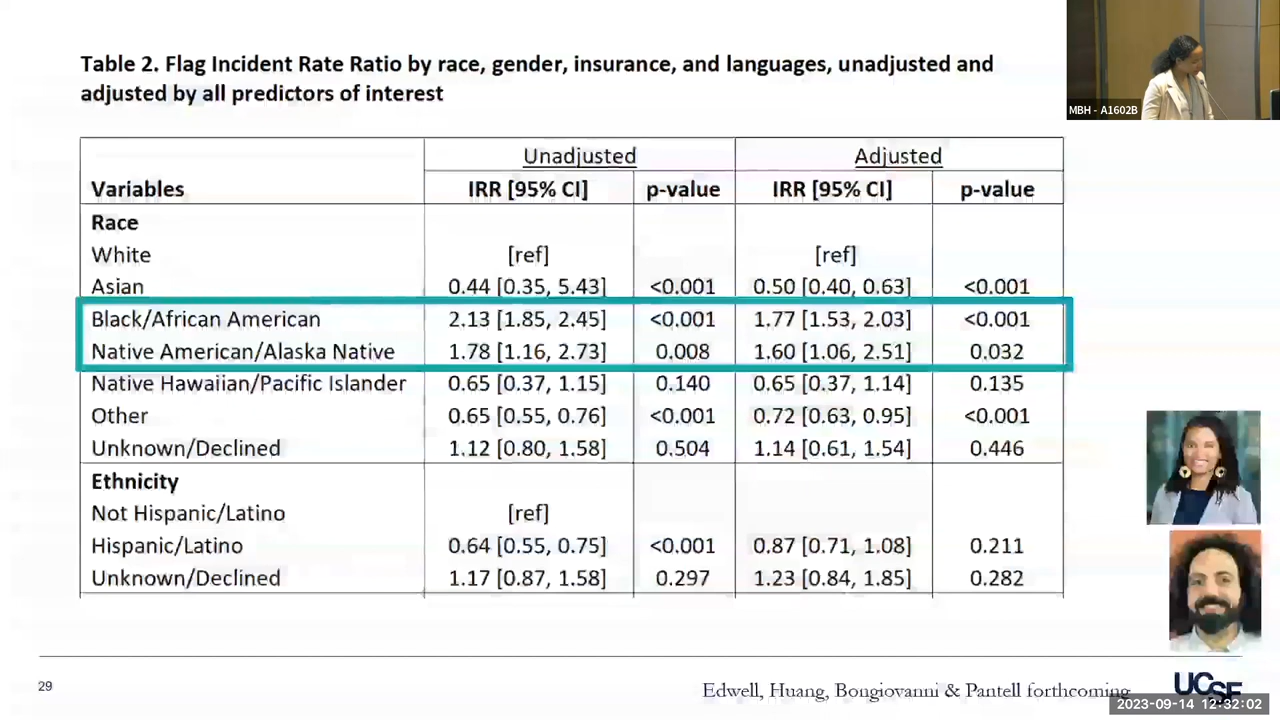 Table 2. Flag Incident Rate Ratio by race, gender, insurance, and languages, unadjusted and
adjusted by all predictors of interest
MBH - A1602B
Unadjusted Adjusted
Variables IRR [95% CI] p-value IRR [95% CI] p-value
Race
White [ref] [ref]
Asian 0.44 [0.35, 5.43] <0.001 0.50 [0.40, 0.63] <0.001
Black/African American 2.13 [1.85, 2.45] <0.001 1.77 [1.53, 2.03] <0.001
Native American/Alaska Native 1.78 [1.16, 2.73] 0.008 1.60 [1.06, 2.51] 0.032
Native Hawaiian/Pacific Islander 0.65 [0.37, 1.15] 0.140 0.65 [0.37, 1.14] 0.135
Other 0.65 [0.55, 0.76] <0.001 0.72 [0.63, 0.95] <0.001
Unknown/Declined 1.12 [0.80, 1.58] 0.504 1.14 [0.61, 1.54] 0.446
Ethnicity
Not Hispanic/Latino [ref]
Hispanic/Latino 0.64 [0.55, 0.75] <0.001 0.87 [0.71, 1.08] 0.211
Unknown/Declined 1.17 [0.87, 1.58] 0.297 1.23 [0.84, 1.85] 0.282
29
Edwell, Huang, Bongiovanni & Pantell forthcoming
UCSF
2023-09-14 12:32:02